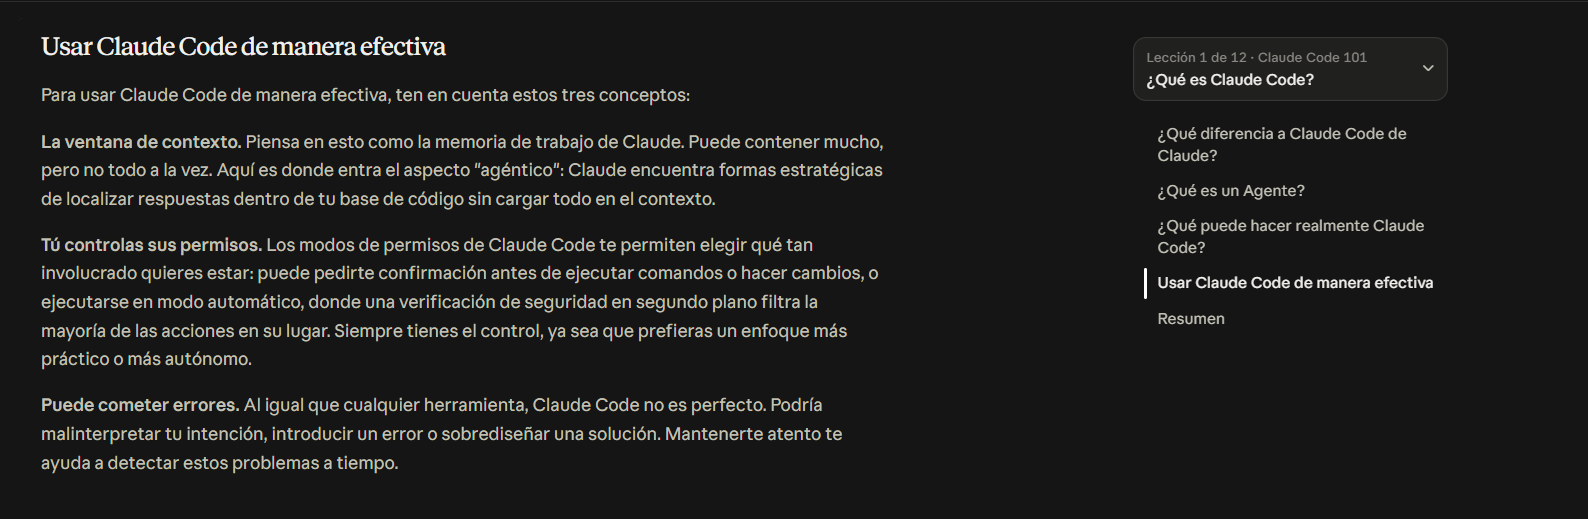 Usar Claude Code de manera efectiva
Para usar Claude Code de manera efectiva, ten en cuenta estos tres conceptos:
La ventana de contexto. Piensa en esto como la memoria de trabajo de Claude. Puede contener mucho,
pero no todo a la vez. Aquí es donde entra el aspecto "agéntico": Claude encuentra formas estratégicas
de localizar respuestas dentro de tu base de código sin cargar todo en el contexto.
Tú controlas sus permisos. Los modos de permisos de Claude Code te permiten elegir qué tan
involucrado quieres estar: puede pedirte confirmación antes de ejecutar comandos o hacer cambios, o
ejecutarse en modo automático, donde una verificación de seguridad en segundo plano filtra la
mayoría de las acciones en su lugar. Siempre tienes el control, ya sea que prefieras un enfoque más
práctico o más autónomo.
Puede cometer errores. Al igual que cualquier herramienta, Claude Code no es perfecto. Podría
malinterpretar tu intención, introducir un error o sobrediseñar una solución. Mantenerte atento te
ayuda a detectar estos problemas a tiempo.
Lección 1 de 12 · Claude Code 101
¿Qué es Claude Code?
¿Qué diferencia a Claude Code de
Claude?
¿Qué es un Agente?
¿Qué puede hacer realmente Claude
Code?
Usar Claude Code de manera efectiva
Resumen